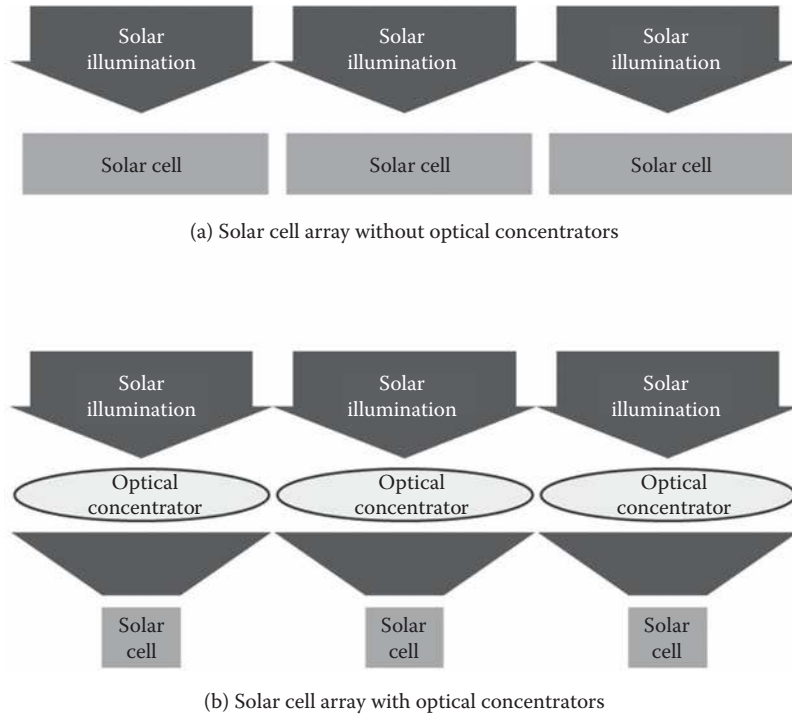 Solar
illumination
Solar
illumination
Solar
illumination
Solar cell
Solar cell
Solar cell
(a) Solar cell array without optical concentrators
Solar
illumination
Solar
illumination
Solar
illumination
Optical
concentrator
Optical
concentrator
Optical
concentrator
Solar
cell
Solar
cell
Solar
cell
(b) Solar cell array with optical concentrators